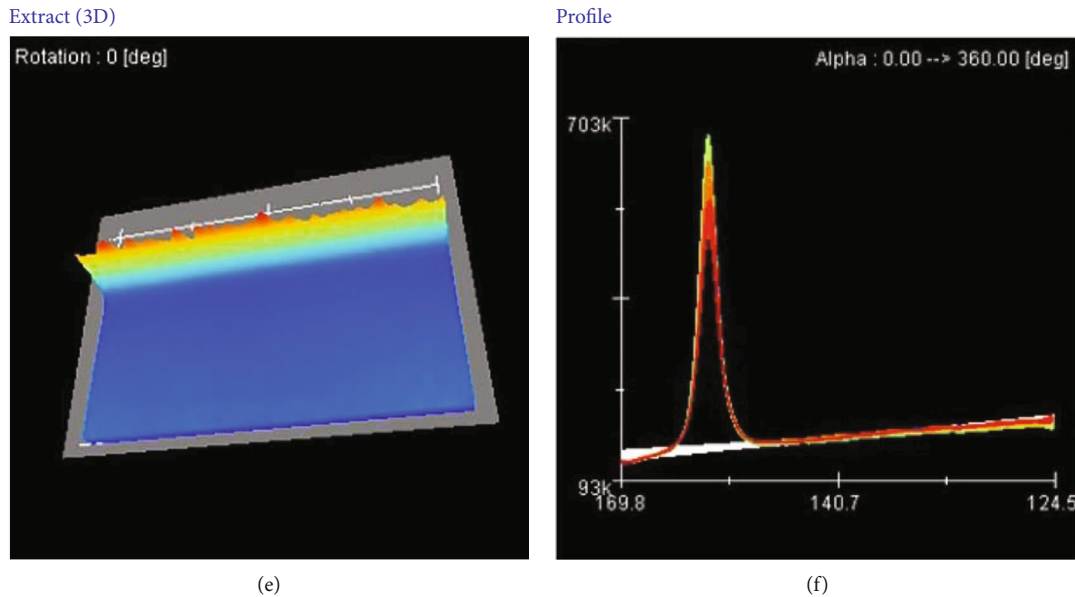 Extract (3D)
Profile
Rotation : 0 [deg]
Alpha : 0.00 --> 360.00 [deg]
703k
93k
169.8
140.7
124.5
(e)
(f)